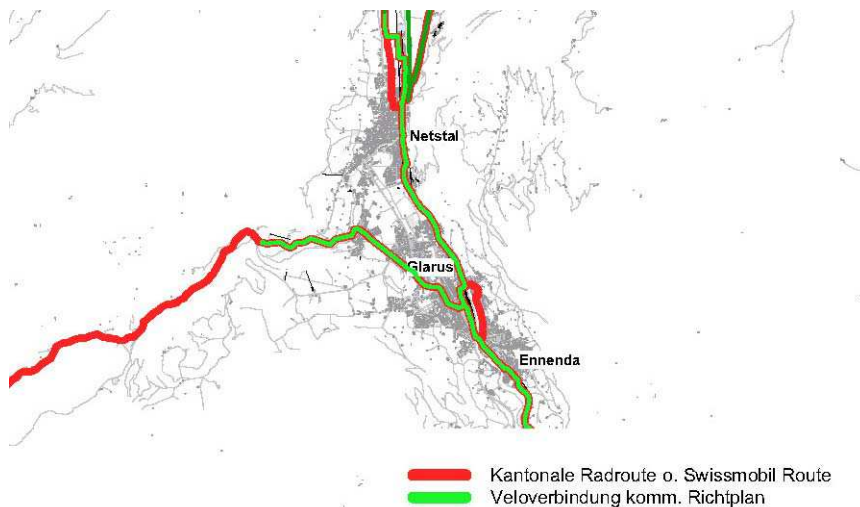 Netstal
Glarus
Ennenda
Kantonale Radroute o. Swissmobil Route
Veloverbindung komm. Richtplan